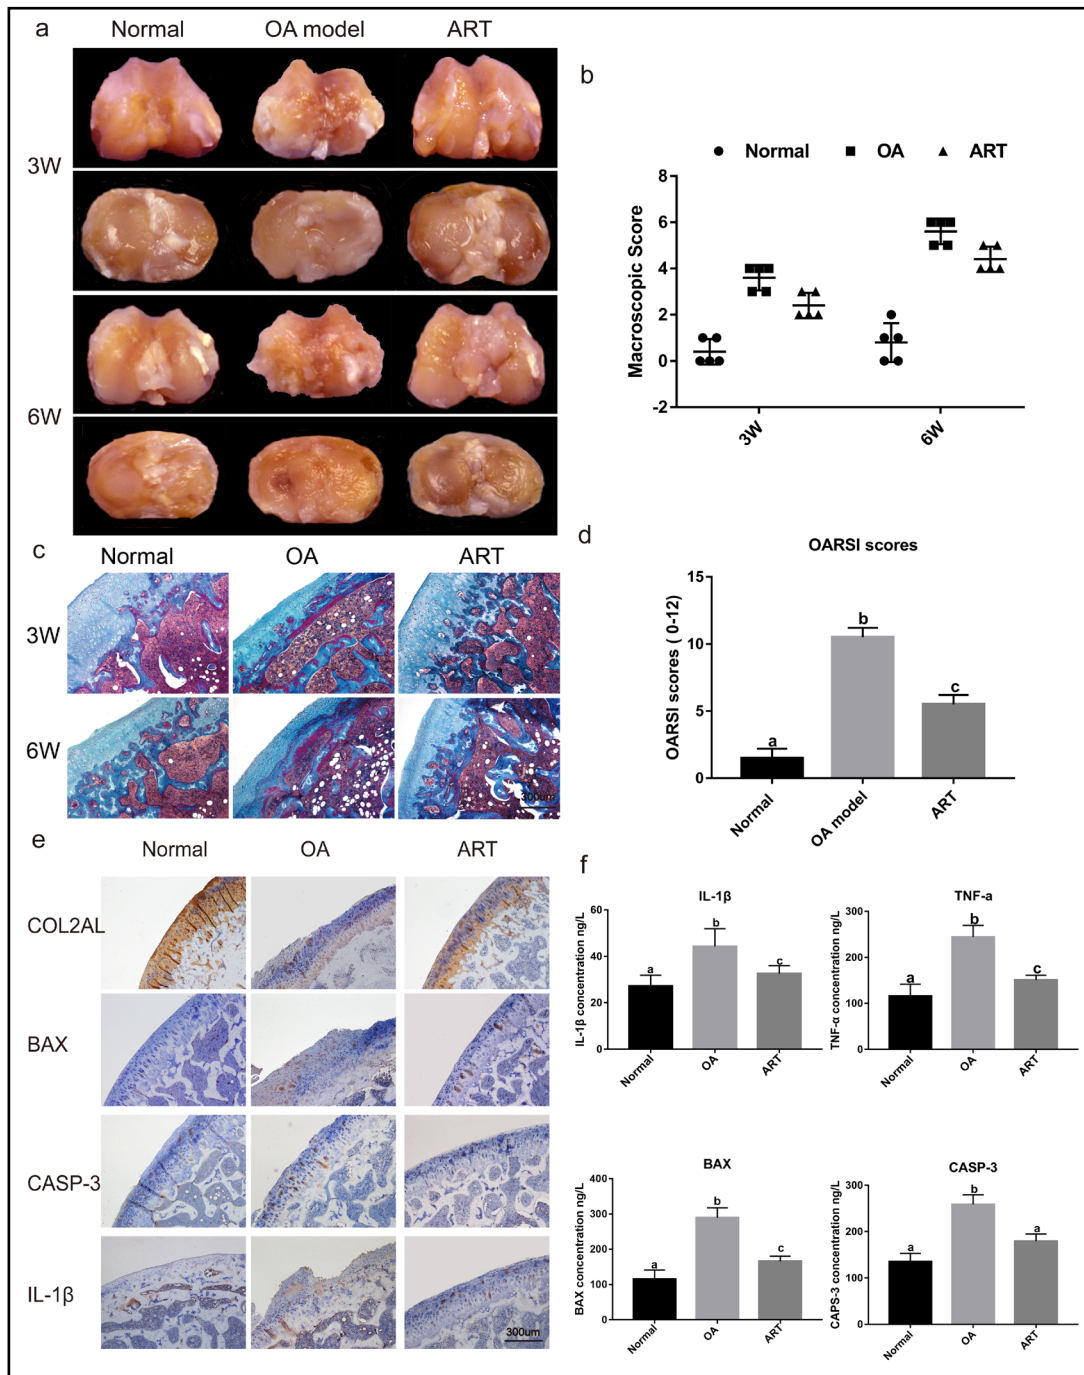 a
Normal OA model ART
3W
6W
b
Normal OA ART
Macroscopic Score
8
6
4
2
0
-2
3W 6W
c
Normal OA ART
3W
6W
300um
d
OARSI scores
OARSI scores ( 0-12)
15
10
5
0
a b c
Normal OA model ART
e
Normal OA ART
COL2AL
BAX
CASP-3
IL-1β
300um
f
IL-1β
IL-1β concentration ng/L
60
40
20
0
a b c
Normal OA ART
TNF-a
TNF-α concentration ng/L
300
200
100
0
a b c
Normal OA ART
BAX
BAX concentration ng/L
400
300
200
100
0
a b c
Normal OA ART
CASP-3
CAPS-3 concentration ng/L
300
200
100
0
a b a
Normal OA ART